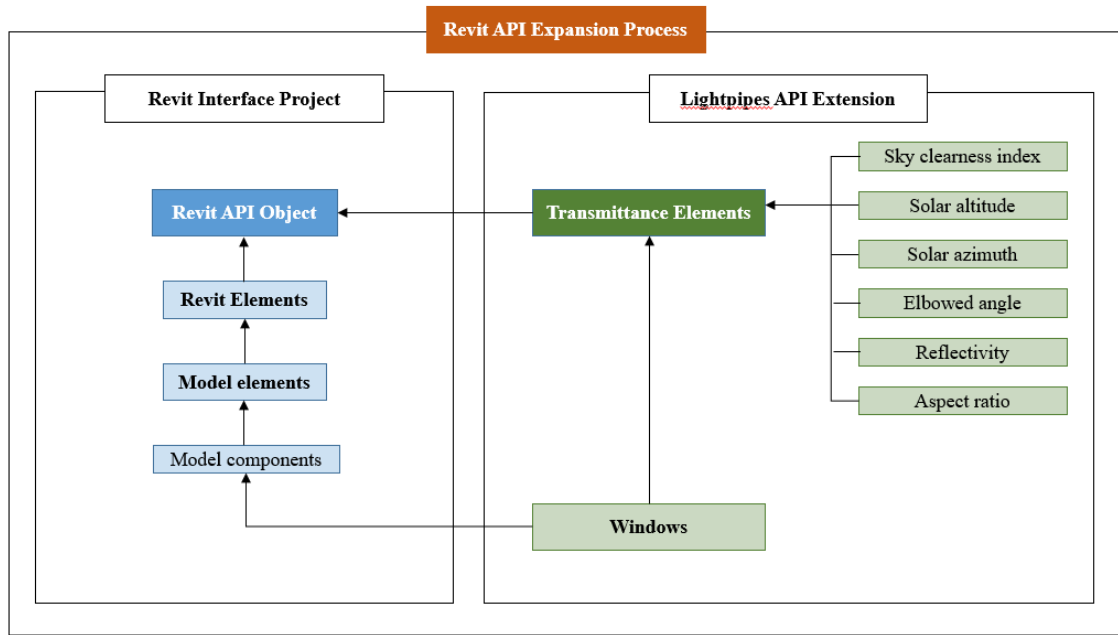 Revit API Expansion Process
Revit Interface Project
Lightpipes API Extension
Sky clearness index
Revit API Object
Transmittance Elements
Solar altitude
Solar azimuth
Revit Elements
Elbowed angle
Reflectivity
Model elements
Aspect ratio
Model components
Windows